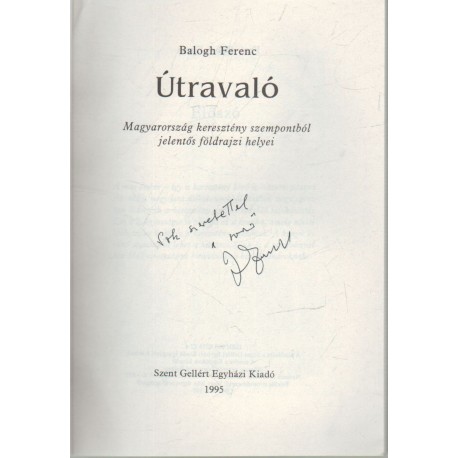 Balogh Ferenc
Útravaló
Magyarország keresztény szempontból
jelentős földrajzi helyei
Sok szeretettel
Szent Gellért Egyházi Kiadó
1995